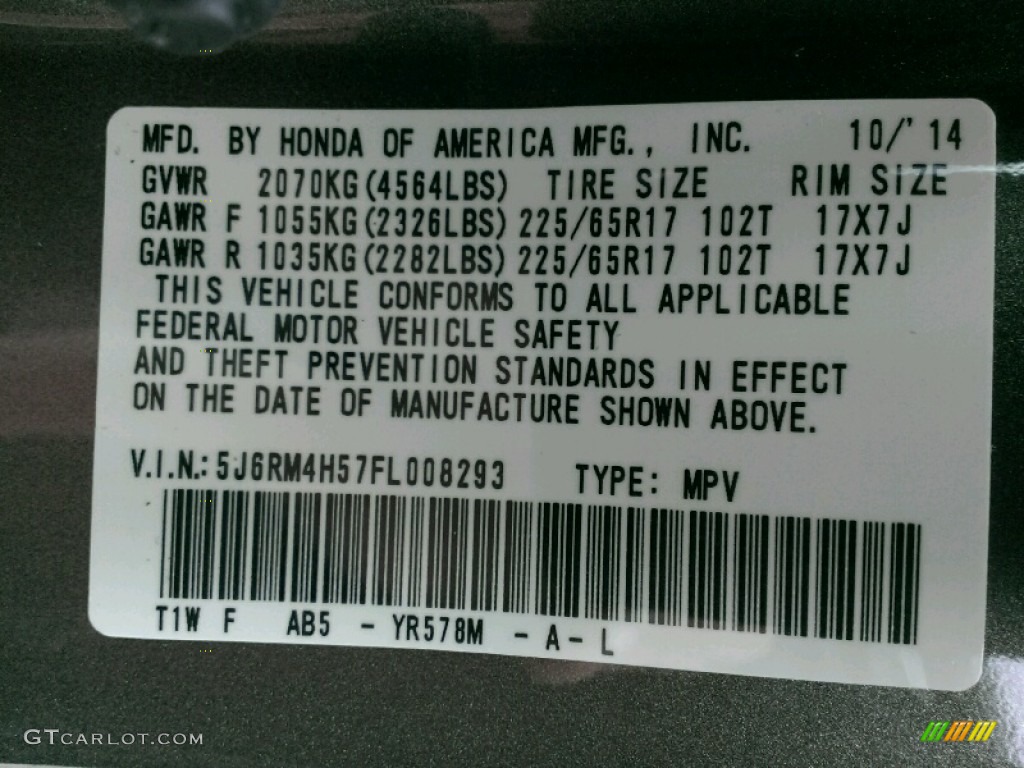 MFD. BY HONDA OF AMERICA MFG., INC. 10/'14
GVWR 2070KG(4564LBS) TIRE SIZE RIM SIZE
GAWR F 1055KG(2326LBS) 225/65R17 102T 17X7J
GAWR R 1035KG(2282LBS) 225/65R17 102T 17X7J
THIS VEHICLE CONFORMS TO ALL APPLICABLE
FEDERAL MOTOR VEHICLE SAFETY
AND THEFT PREVENTION STANDARDS IN EFFECT
ON THE DATE OF MANUFACTURE SHOWN ABOVE.
V.I.N.: 5J6RM4H57FL008293 TYPE: MPV
T1W F AB5 - YR578M - A - L
GTCARLOT.COM